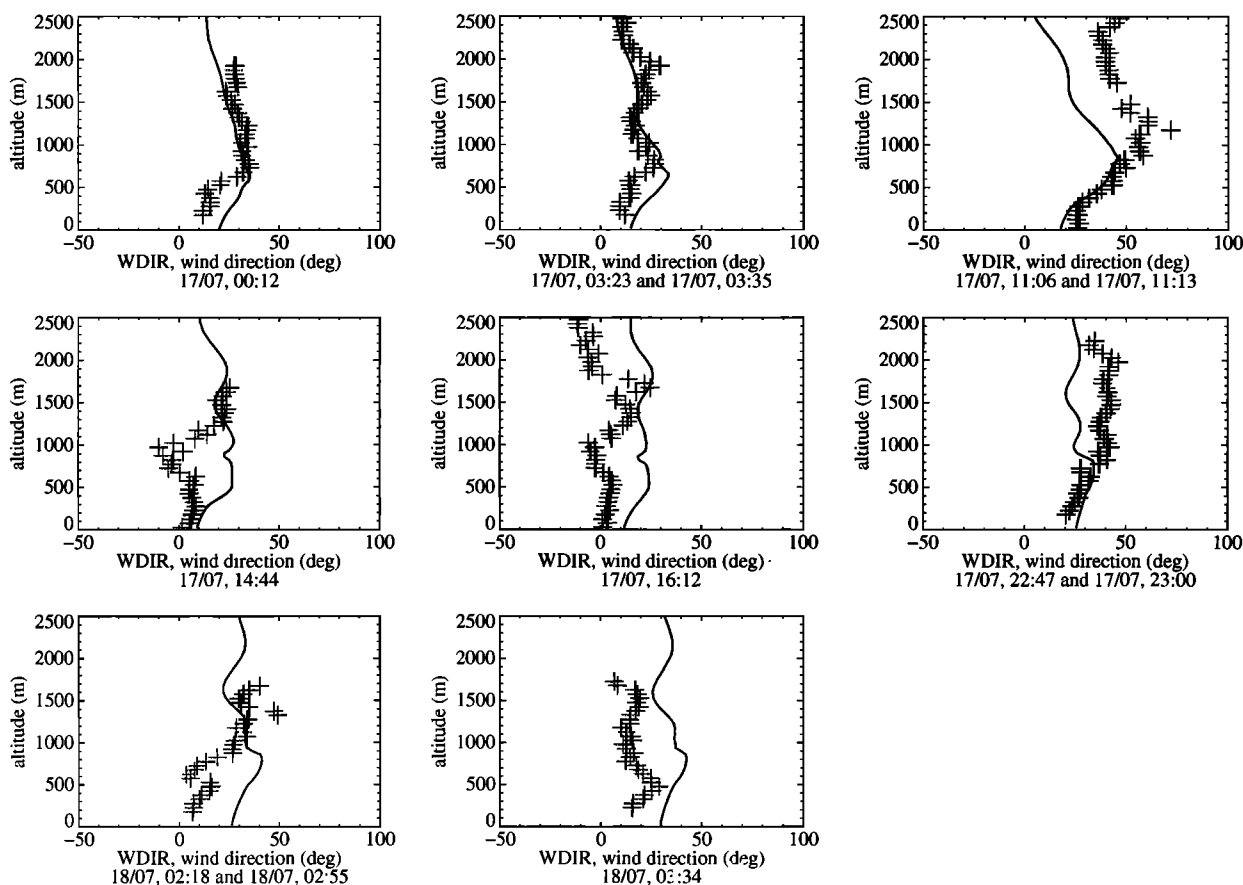 2500
2000
1500
1000
500
0
altitude (m)
−50 0 50 100
WDIR, wind direction (deg)
17/07, 00:12
2500
2000
1500
1000
500
0
altitude (m)
−50 0 50 100
WDIR, wind direction (deg)
17/07, 03:23 and 17/07, 03:35
2500
2000
1500
1000
500
0
altitude (m)
−50 0 50 100
WDIR, wind direction (deg)
17/07, 11:06 and 17/07, 11:13
2500
2000
1500
1000
500
0
altitude (m)
−50 0 50 100
WDIR, wind direction (deg)
17/07, 14:44
2500
2000
1500
1000
500
0
altitude (m)
−50 0 50 100
WDIR, wind direction (deg)
17/07, 16:12
2500
2000
1500
1000
500
0
altitude (m)
−50 0 50 100
WDIR, wind direction (deg)
17/07, 22:47 and 17/07, 23:00
2500
2000
1500
1000
500
0
altitude (m)
−50 0 50 100
WDIR, wind direction (deg)
18/07, 02:18 and 18/07, 02:55
2500
2000
1500
1000
500
0
altitude (m)
−50 0 50 100
WDIR, wind direction (deg)
18/07, 03:34